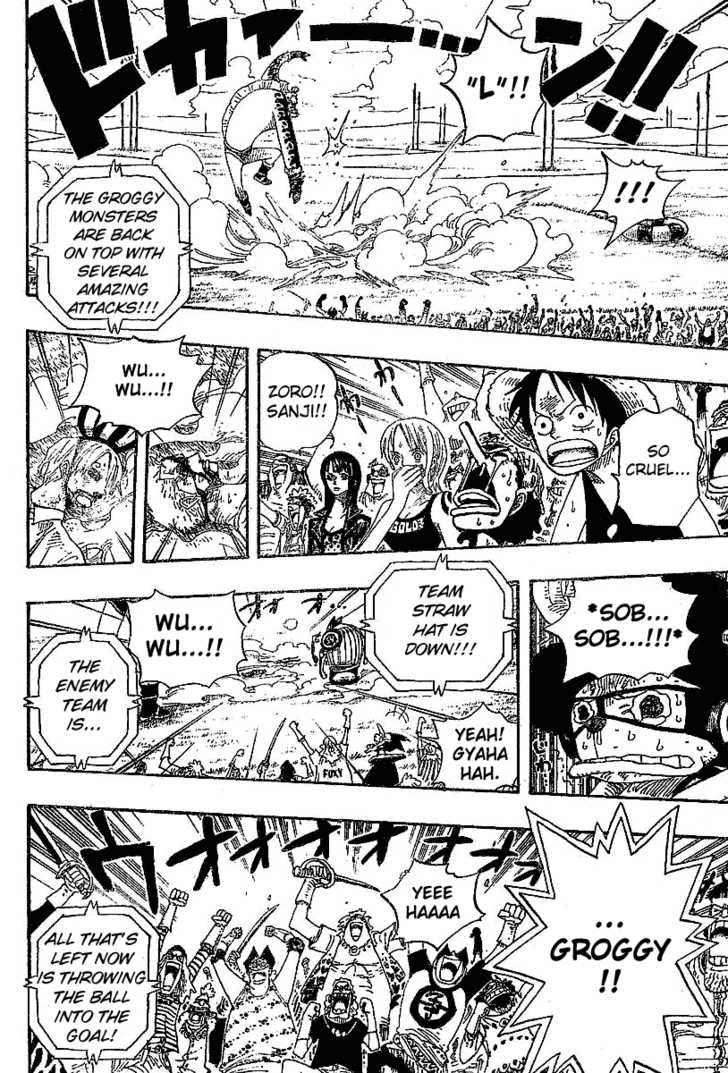 ドカァーーッン!!
"L"!!
!!!
THE GROGGY
MONSTERS
ARE BACK
ON TOP WITH
SEVERAL
AMAZING
ATTACKS!!!
SO
CRUEL...
ZORO!!
SANJI!!
WU...
WU...!!
*SOB...
SOB...!!!*
TEAM
STRAW
HAT IS
DOWN!!!
WU...
WU...!!
THE
ENEMY
TEAM
IS...
YEAH!
GYAHA
HAH.
FOXY
...
GROGGY
!!
ウオオオオオオ
YEEE
HAAAA
ALL THAT'S
LEFT NOW
IS THROWING
THE BALL
INTO THE
GOAL!